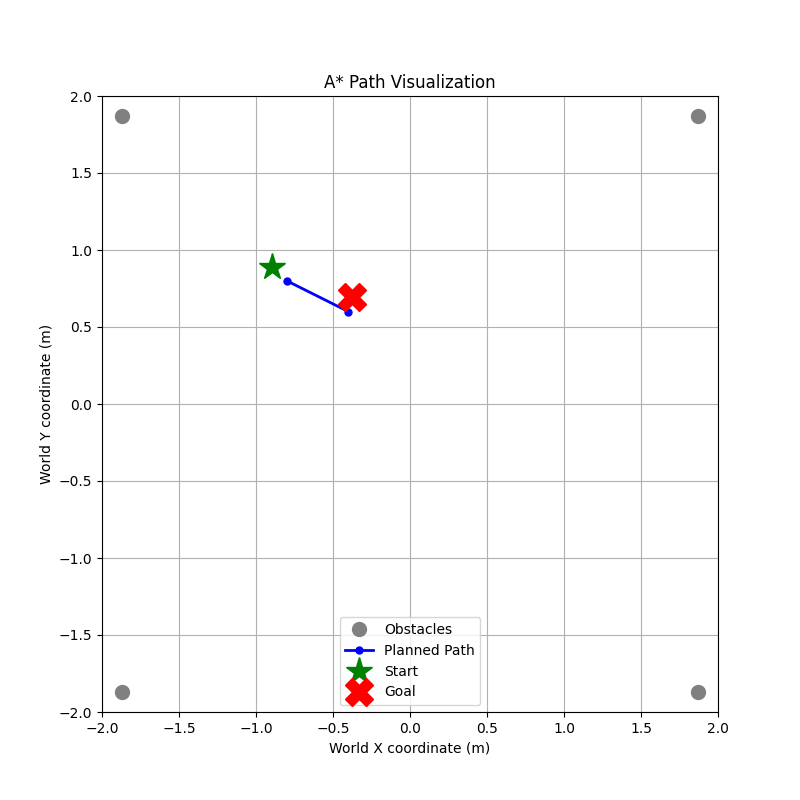 A* Path Visualization
World Y coordinate (m)
2.0
1.5
1.0
0.5
0.0
−0.5
−1.0
−1.5
−2.0
Obstacles
Planned Path
Start
Goal
−2.0 −1.5 −1.0 −0.5 0.0 0.5 1.0 1.5 2.0
World X coordinate (m)